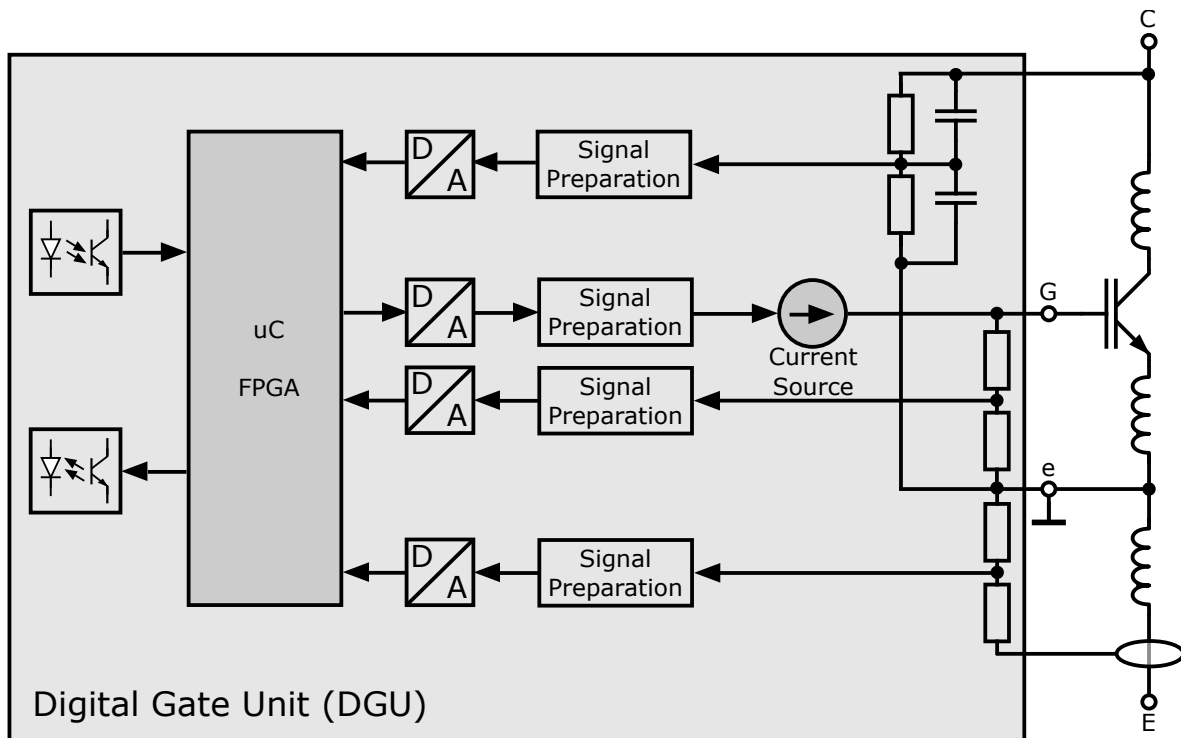 C
D
A
Signal
Preparation
D
A
Signal
Preparation
G
uC
FPGA
Current
Source
D
A
Signal
Preparation
e
D
A
Signal
Preparation
Digital Gate Unit (DGU)
E